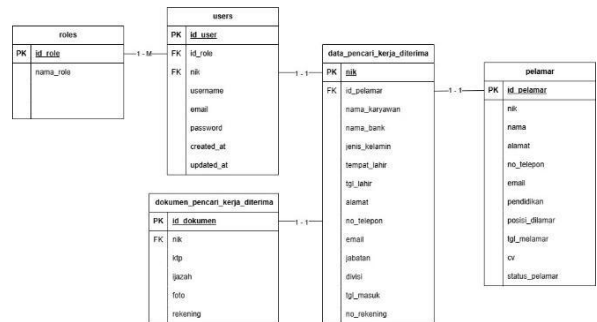 roles
PK id_role
nama_role
1 - M
users
PK id_user
FK id_role
FK nik
username
email
password
created_at
updated_at
1 - 1
data_pencari_kerja_diterima
PK nik
FK id_pelamar
nama_karyawan
nama_bank
jenis_kelamin
tempat_lahir
tgl_lahir
alamat
no_telepon
email
jabatan
divisi
tgl_masuk
no_rekening
1 - 1
pelamar
PK id_pelamar
nik
nama
alamat
no_telepon
email
pendidikan
posisi_dilamar
tgl_melamar
cv
status_pelamar
dokumen_pencari_kerja_diterima
PK id_dokumen
FK nik
ktp
ijazah
foto
rekening
1 - 1